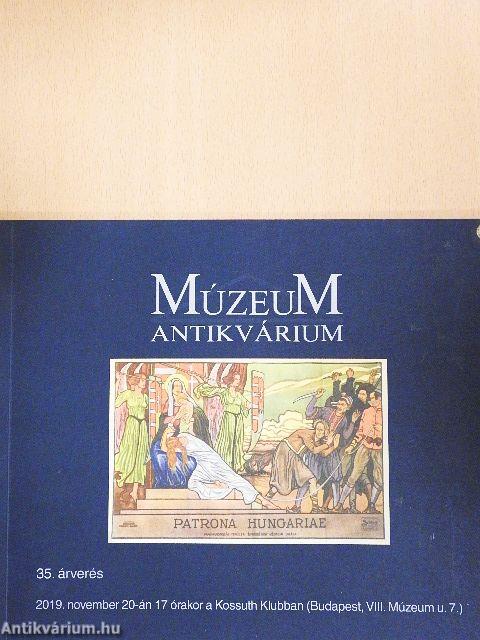 MÚZEUM
ANTIKVÁRIUM
PATRONA HUNGARIAE
35. árverés
2019. november 20-án 17 órakor a Kossuth Klubban (Budapest, VIII. Múzeum u. 7.)
Antikvárium.hu